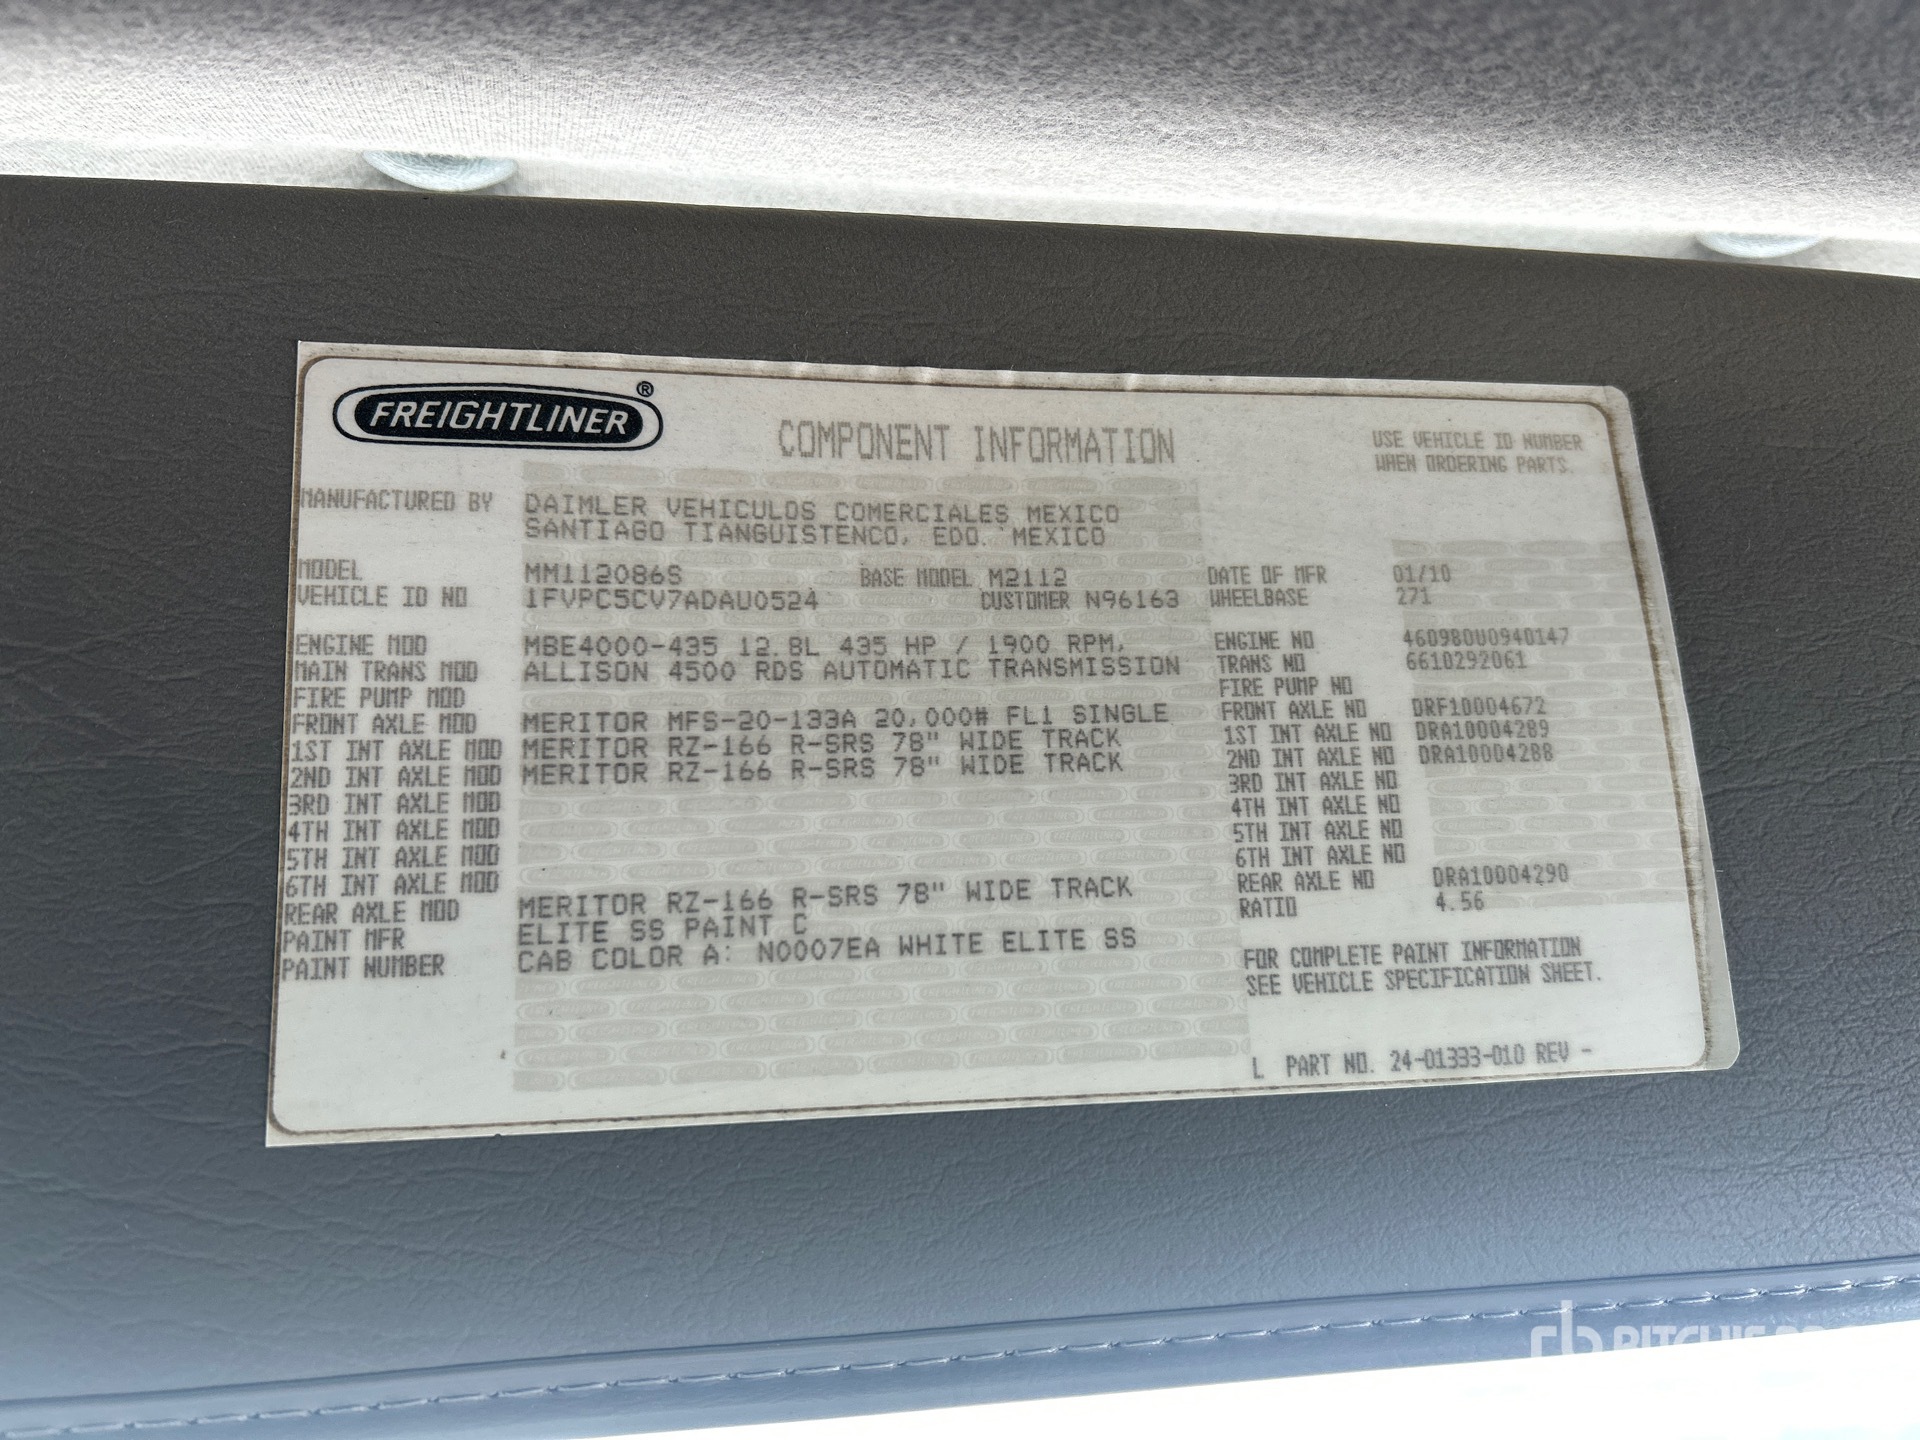 FREIGHTLINER ®
COMPONENT INFORMATION
USE VEHICLE ID NUMBER
WHEN ORDERING PARTS.
MANUFACTURED BY DAIMLER VEHICULOS COMERCIALES MEXICO
SANTIAGO TIANGUISTENCO, EDO. MEXICO
MODEL MM112086S BASE MODEL M2112 DATE OF MFR 01/10
VEHICLE ID NO 1FVPC5CV7ADAU0524 CUSTOMER N96163 WHEELBASE 271
ENGINE MOD MBE4000-435 12.8L 435 HP / 1900 RPM, ENGINE NO 460980U0940147
MAIN TRANS MOD ALLISON 4500 RDS AUTOMATIC TRANSMISSION TRANS NO 6610292061
FIRE PUMP MOD FIRE PUMP NO
FRONT AXLE MOD MERITOR MFS-20-133A 20,000# FL1 SINGLE FRONT AXLE NO DRF10004672
1ST INT AXLE MOD MERITOR RZ-166 R-SRS 78" WIDE TRACK 1ST INT AXLE NO DRA10004289
2ND INT AXLE MOD MERITOR RZ-166 R-SRS 78" WIDE TRACK 2ND INT AXLE NO DRA10004288
3RD INT AXLE MOD 3RD INT AXLE NO
4TH INT AXLE MOD 4TH INT AXLE NO
5TH INT AXLE MOD 5TH INT AXLE NO
6TH INT AXLE MOD 6TH INT AXLE NO
REAR AXLE MOD MERITOR RZ-166 R-SRS 78" WIDE TRACK REAR AXLE NO DRA10004290
PAINT MFR ELITE SS PAINT C RATIO 4.56
PAINT NUMBER CAB COLOR A: N0007EA WHITE ELITE SS
FOR COMPLETE PAINT INFORMATION
SEE VEHICLE SPECIFICATION SHEET.
L PART NO. 24-01333-010 REV -